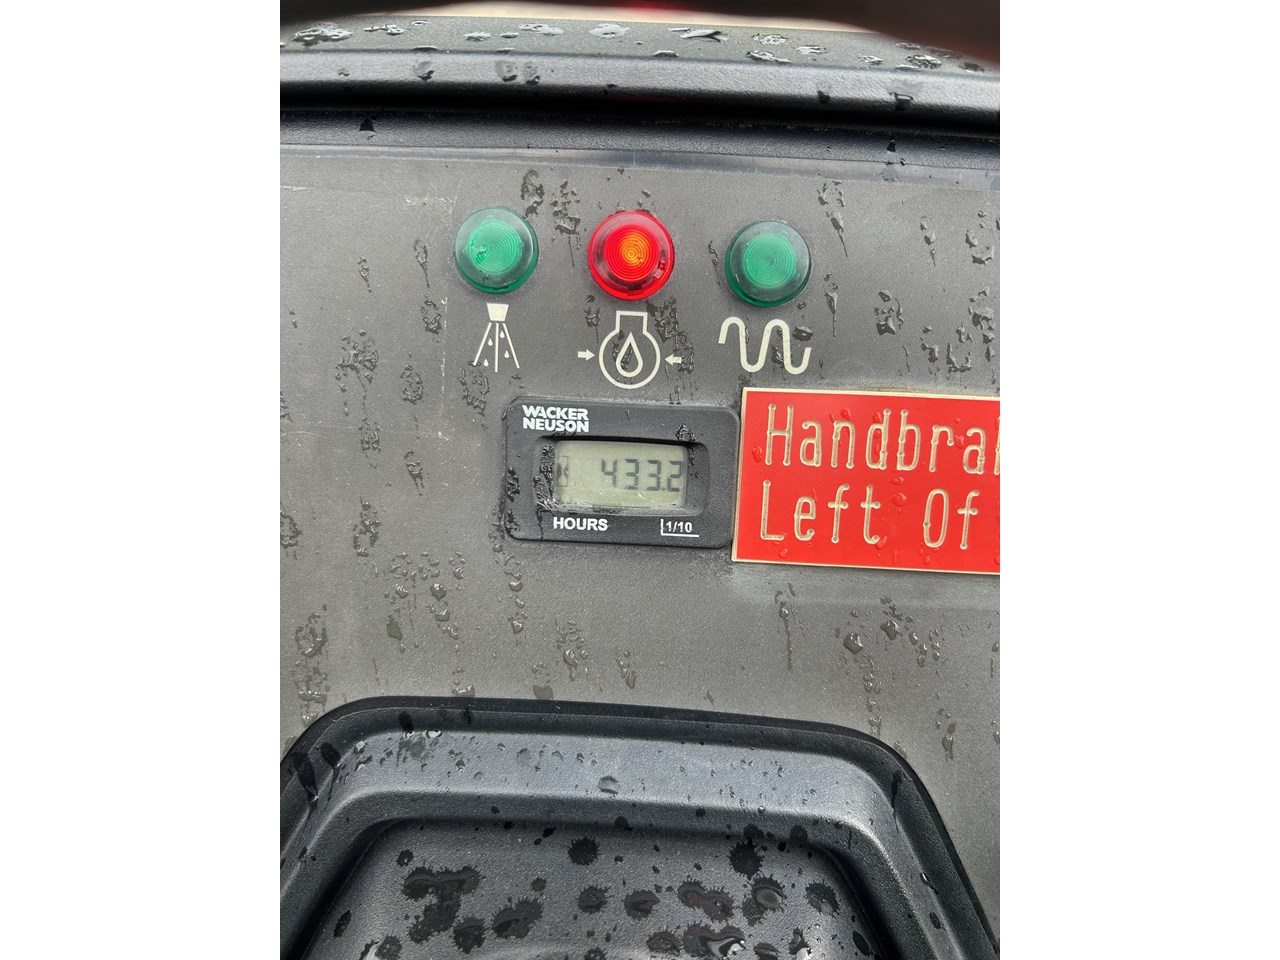 WACKER
NEUSON
433.2
HOURS 1/10
Handbra
Left Of